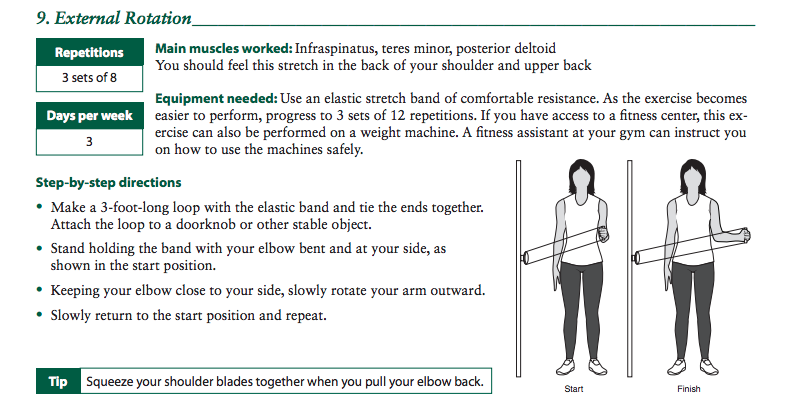 9. External Rotation
Repetitions
3 sets of 8
Days per week
3
Main muscles worked: Infraspinatus, teres minor, posterior deltoid
You should feel this stretch in the back of your shoulder and upper back
Equipment needed: Use an elastic stretch band of comfortable resistance. As the exercise becomes
easier to perform, progress to 3 sets of 12 repetitions. If you have access to a fitness center, this ex-
ercise can also be performed on a weight machine. A fitness assistant at your gym can instruct you
on how to use the machines safely.
Step-by-step directions
• Make a 3-foot-long loop with the elastic band and tie the ends together.
Attach the loop to a doorknob or other stable object.
• Stand holding the band with your elbow bent and at your side, as
shown in the start position.
• Keeping your elbow close to your side, slowly rotate your arm outward.
• Slowly return to the start position and repeat.
Tip Squeeze your shoulder blades together when you pull your elbow back.
Start
Finish